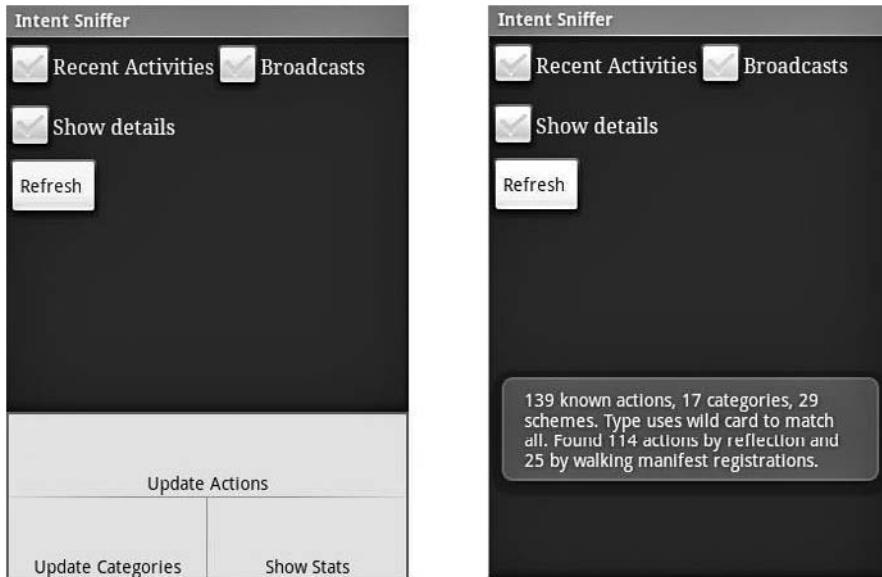 Intent Sniffer
Recent Activities Broadcasts
Show details
Refresh
Update Actions
Update Categories Show Stats
Intent Sniffer
Recent Activities Broadcasts
Show details
Refresh
139 known actions, 17 categories, 29
schemes. Type uses wild card to match
all. Found 114 actions by reflection and
25 by walking manifest registrations.